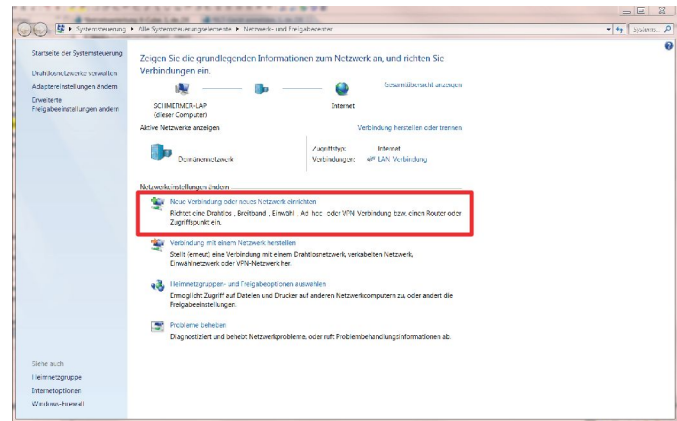 Systemsteuerung ▸ Alle Systemsteuerungselemente ▸ Netzwerk- und Freigabecenter
Startseite der Systemsteuerung
Drahtlosnetzwerke verwalten
Adaptereinstellungen ändern
Erweiterte
Freigabeeinstellungen ändern
Zeigen Sie die grundlegenden Informationen zum Netzwerk an, und richten Sie
Verbindungen ein.
Gesamtübersicht anzeigen
SCHMERMER-LAP
(dieser Computer)
Internet
Aktive Netzwerke anzeigen
Verbindung herstellen oder trennen
Domänennetzwerk
Zugriffstyp: Internet
Verbindungen: LAN-Verbindung
Netzwerkeinstellungen ändern
Neue Verbindung oder neues Netzwerk einrichten
Richtet eine Drahtlos-, Breitband-, Einwähl-, Ad-hoc- oder VPN-Verbindung bzw. einen Router oder
Zugriffspunkt ein.
Verbindung mit einem Netzwerk herstellen
Stellt (erneut) eine Verbindung mit einem Drahtlosnetzwerk, verkabelten Netzwerk,
Einwählnetzwerk oder VPN-Netzwerk her.
Heimnetzgruppen- und Freigabeoptionen auswählen
Ermöglicht Zugriff auf Dateien und Drucker auf anderen Netzwerkcomputern zu, oder ändert die
Freigabeeinstellungen.
Probleme beheben
Diagnostiziert und behebt Netzwerkprobleme, oder ruft Problembehandlungsinformationen ab.
Siehe auch
Heimnetzgruppe
Internetoptionen
Windows-Firewall